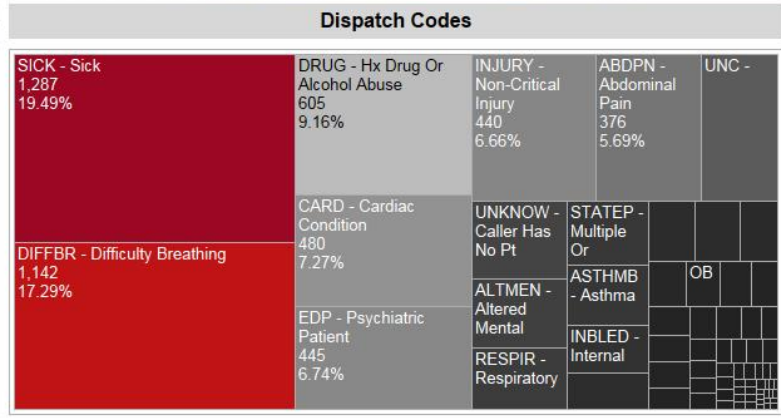 Dispatch Codes
SICK - Sick
1,287
19.49%
DIFFBR - Difficulty Breathing
1,142
17.29%
DRUG - Hx Drug Or
Alcohol Abuse
605
9.16%
CARD - Cardiac
Condition
480
7.27%
EDP - Psychiatric
Patient
445
6.74%
INJURY -
Non-Critical
Injury
440
6.66%
ABDPN -
Abdominal
Pain
376
5.69%
UNC -
UNKNOW -
Caller Has
No Pt
ALTMEN -
Altered
Mental
RESPIR -
Respiratory
STATEP -
Multiple
Or
ASTHMB
- Asthma
INBLED -
Internal
OB